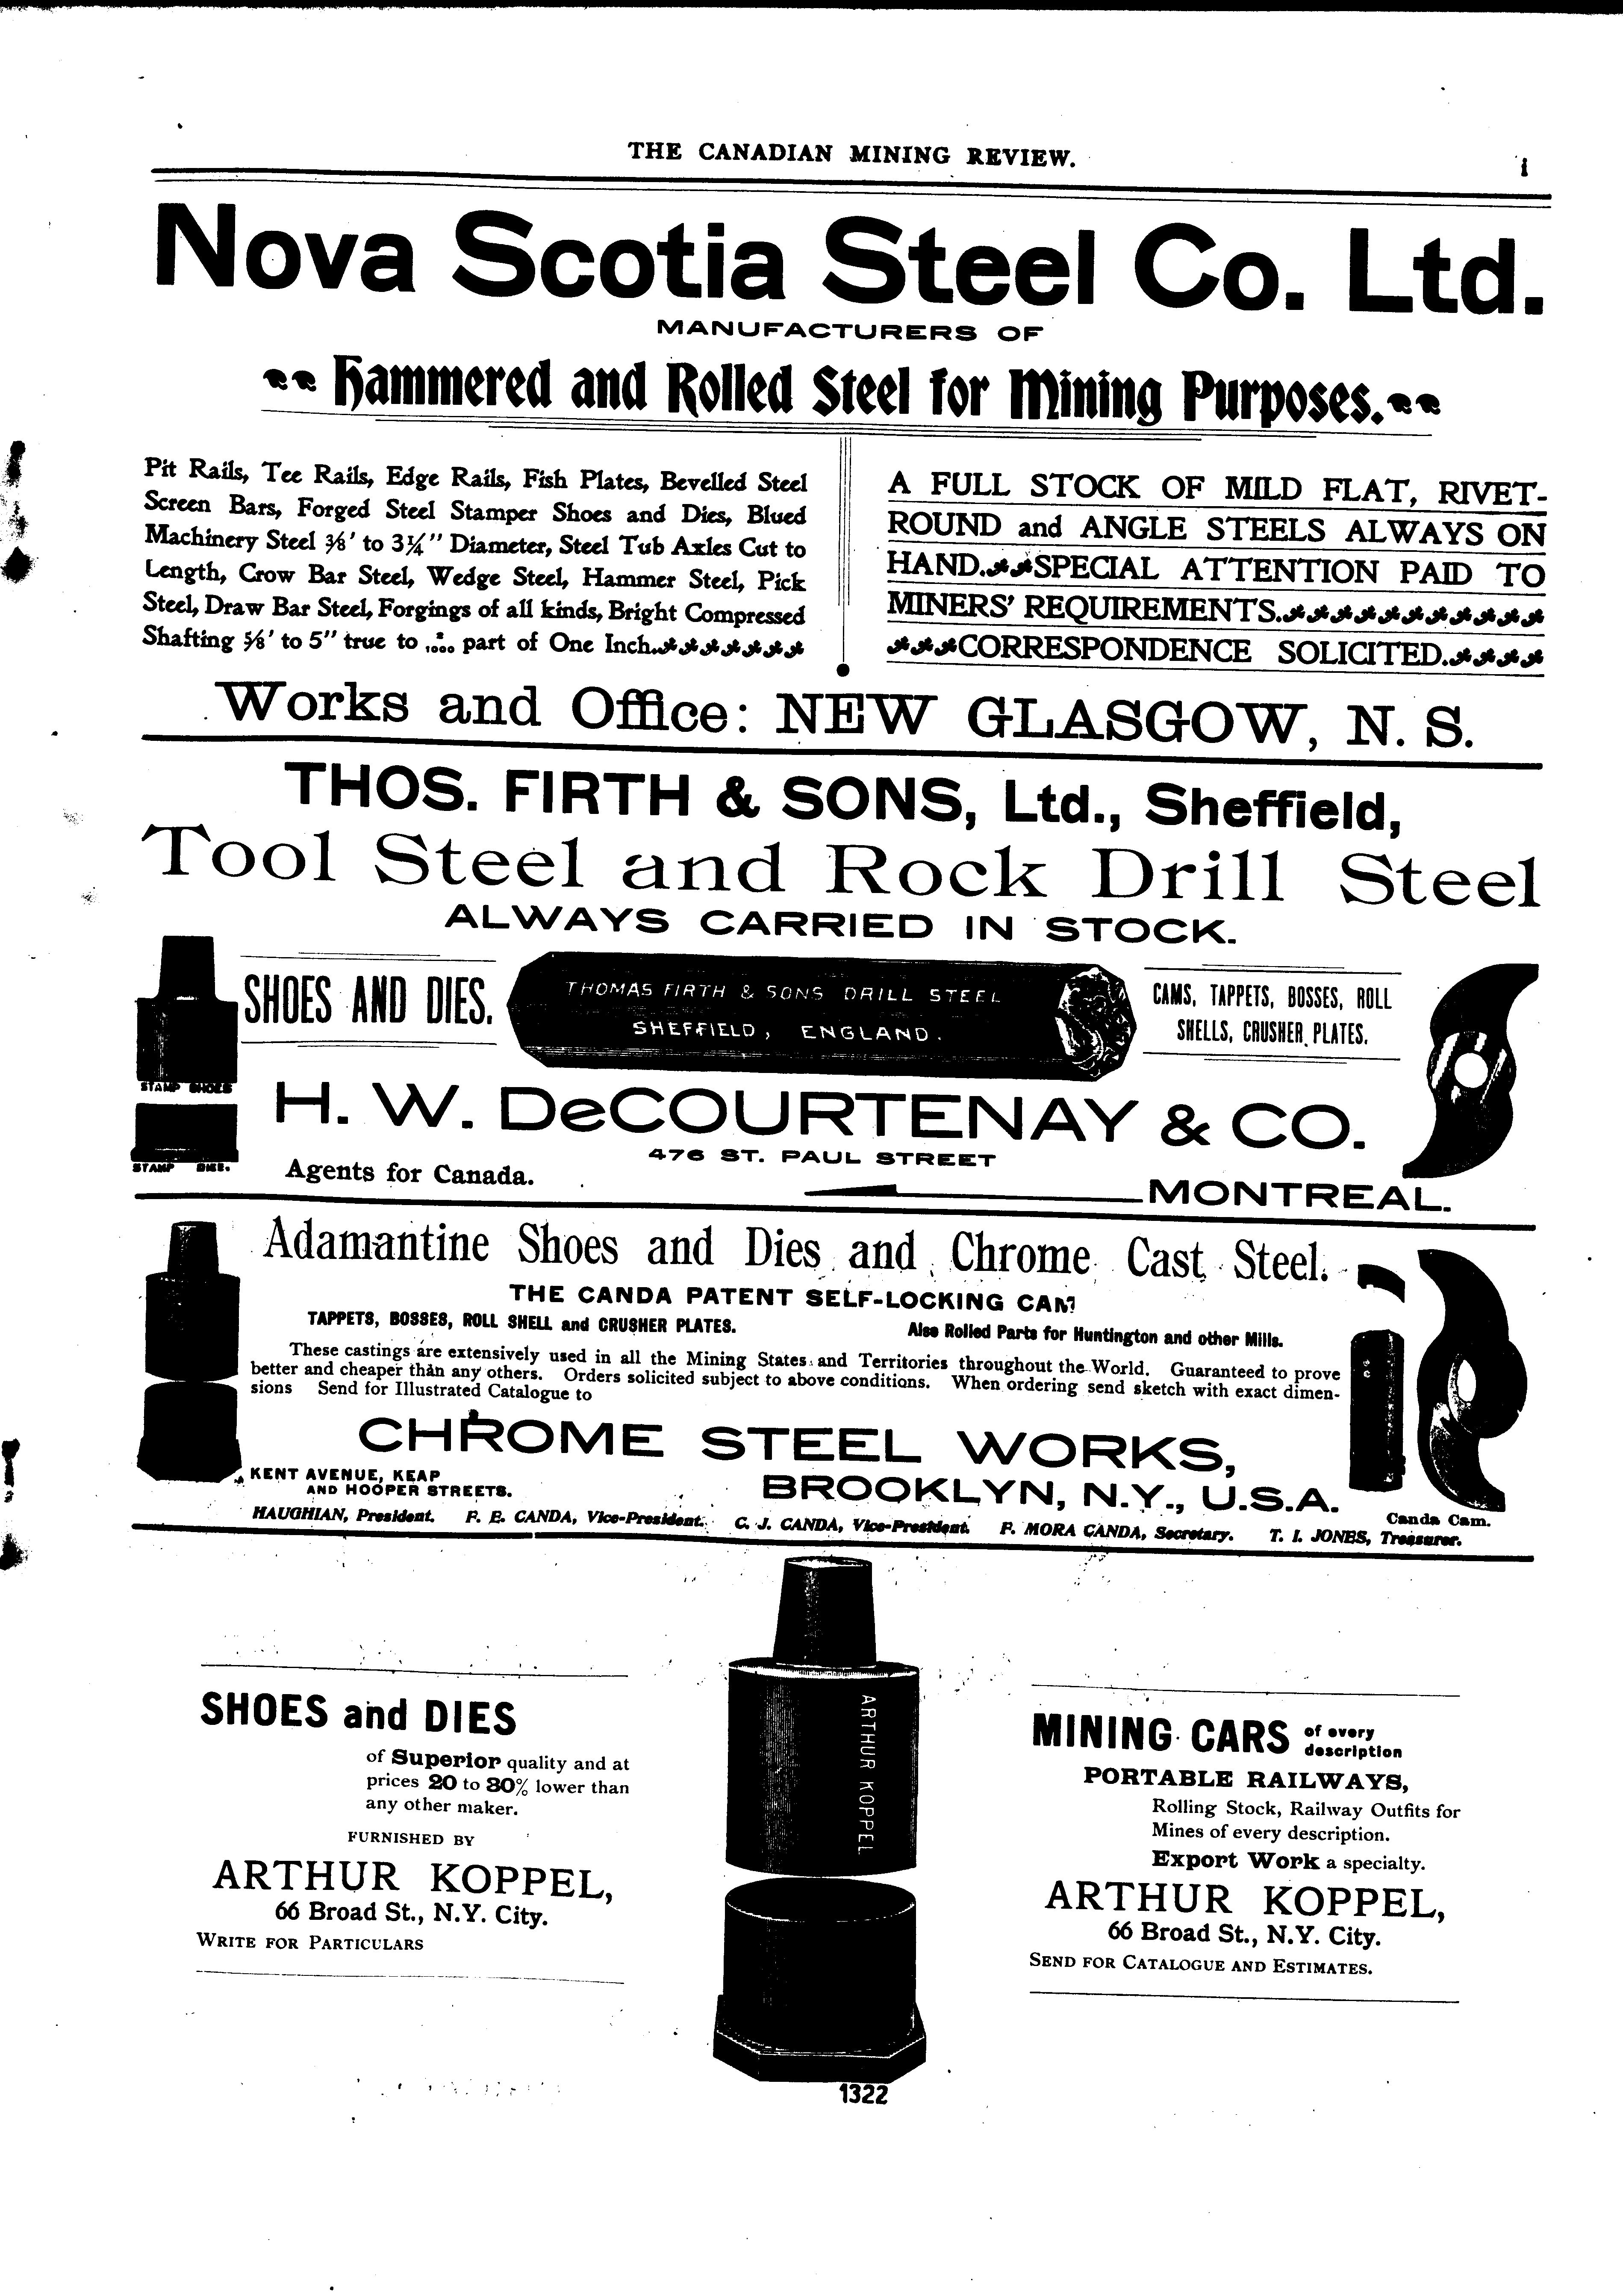 THE CANADIAN MINING REVIEW.
i
Nova Scotia Steel Co. Ltd.
MANUFACTURERS OF
Hammered and Rolled Steel for Mining Purposes.
Pit Rails, Tee Rails, Edge Rails, Fish Plates, Bevelled Steel
Screen Bars, Forged Steel Stamper Shoes and Dies, Blued
Machinery Steel ⅜' to 3¼" Diameter, Steel Tub Axles Cut to
Length, Crow Bar Steel, Wedge Steel, Hammer Steel, Pick
Steel, Draw Bar Steel, Forgings of all kinds, Bright Compressed
Shafting ⅝' to 5" true to part of One Inch.
A FULL STOCK OF MILD FLAT, RIVET-
ROUND and ANGLE STEELS ALWAYS ON
HAND. SPECIAL ATTENTION PAID TO
MINERS' REQUIREMENTS.
CORRESPONDENCE SOLICITED.
Works and Office: NEW GLASGOW, N. S.
THOS. FIRTH & SONS, Ltd., Sheffield,
Tool Steel and Rock Drill Steel
ALWAYS CARRIED IN STOCK.
SHOES AND DIES.
THOMAS FIRTH & SONS DRILL STEEL
SHEFFIELD, ENGLAND.
CAMS, TAPPETS, BOSSES, ROLL
SHELLS, CRUSHER PLATES.
STAMP SHOES
H. W. DeCOURTENAY & CO.
476 ST. PAUL STREET
STAMP DIES.
Agents for Canada.
MONTREAL.
Adamantine Shoes and Dies and Chrome Cast Steel.
THE CANDA PATENT SELF-LOCKING CAM
TAPPETS, BOSSES, ROLL SHELL and CRUSHER PLATES.
Also Rolled Parts for Huntington and other Mills.
These castings are extensively used in all the Mining States and Territories throughout the World. Guaranteed to prove
better and cheaper than any others. Orders solicited subject to above conditions. When ordering send sketch with exact dimen-
sions Send for Illustrated Catalogue to
CHROME STEEL WORKS,
KENT AVENUE, KEAP
AND HOOPER STREETS.
BROOKLYN, N.Y., U.S.A.
Canda Cam.
HAUGHIAN, President. F. E. CANDA, Vice-President. C. J. CANDA, Vice-President. F. MORA CANDA, Secretary. T. I. JONES, Treasurer.
SHOES and DIES
of Superior quality and at
prices 20 to 30% lower than
any other maker.
FURNISHED BY
ARTHUR KOPPEL,
66 Broad St., N.Y. City.
WRITE FOR PARTICULARS
ARTHUR KOPPEL
1322
MINING CARS of every
description
PORTABLE RAILWAYS,
Rolling Stock, Railway Outfits for
Mines of every description.
Export Work a specialty.
ARTHUR KOPPEL,
66 Broad St., N.Y. City.
SEND FOR CATALOGUE AND ESTIMATES.